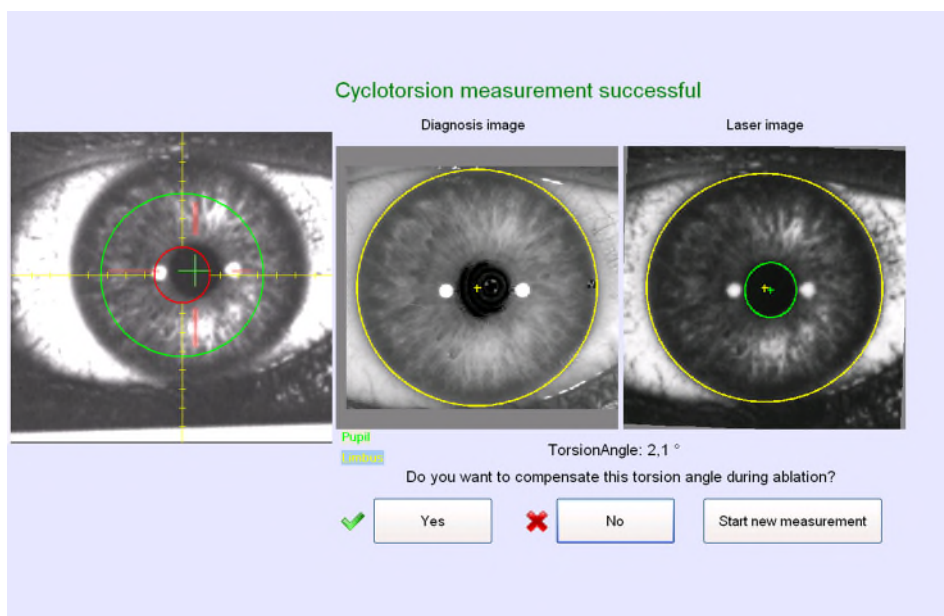 Cyclotorsion measurement successful
Diagnosis image
Laser image
Pupil
Limbus
TorsionAngle: 2,1 °
Do you want to compensate this torsion angle during ablation?
Yes
No
Start new measurement